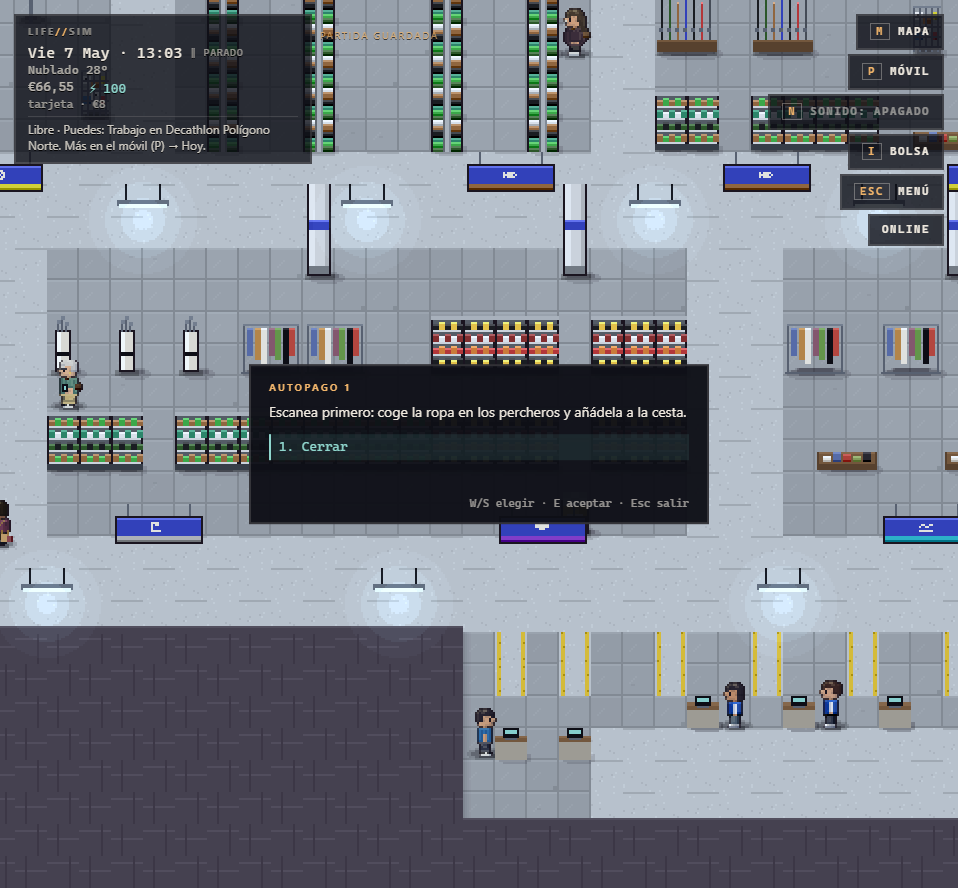 LIFE//SIM
Vie 7 May · 13:03 ‖ PARADO
Nublado 28°
€66,55 ⚡ 100
tarjeta · €8
Libre · Puedes: Trabajo en Decathlon Polígono
Norte. Más en el móvil (P) → Hoy.
PARTIDA GUARDADA
M MAPA
P MÓVIL
N SONIDO: APAGADO
I BOLSA
ESC MENÚ
ONLINE
AUTOPAGO 1
Escanea primero: coge la ropa en los percheros y añádela a la cesta.
1. Cerrar
W/S elegir · E aceptar · Esc salir